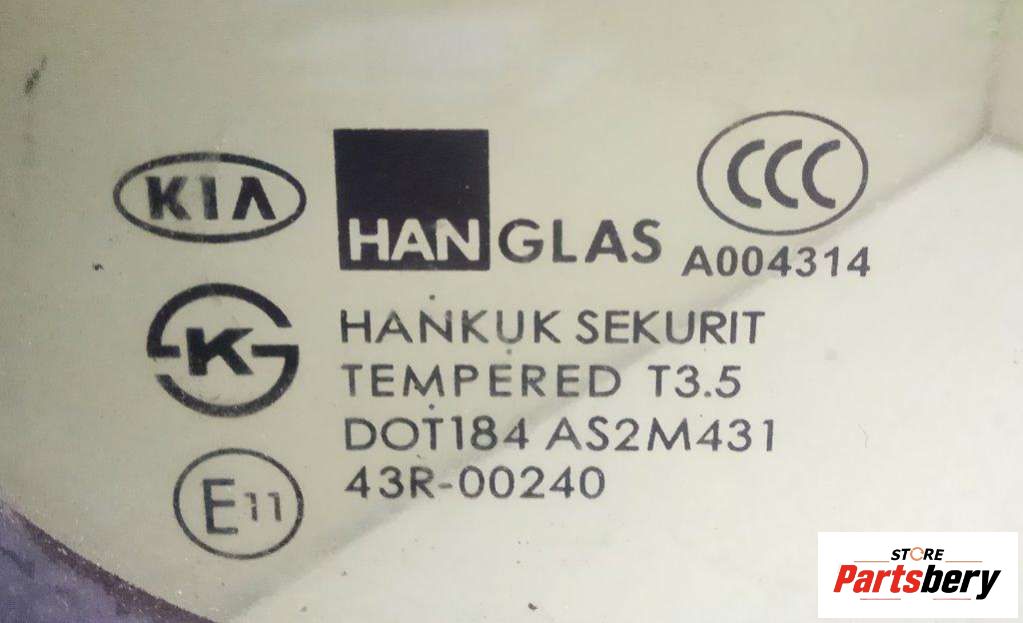 KIA
HANGLAS
CCC
A004314
K
HANKUK SEKURIT
TEMPERED T3.5
DOT184 AS2M431
E11
43R-00240
STORE
Partsbery